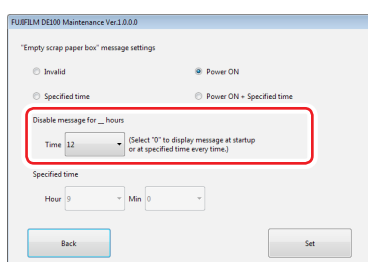 FUJIFILM DE100 Maintenance Ver.1.0.0.0
"Empty scrap paper box" message settings
Invalid
Power ON
Specified time
Power ON + Specified time
Disable message for __ hours
Time 12 (Select "0" to display message at startup
or at specified time every time.)
Specified time
Hour 9 Min 0
Back Set